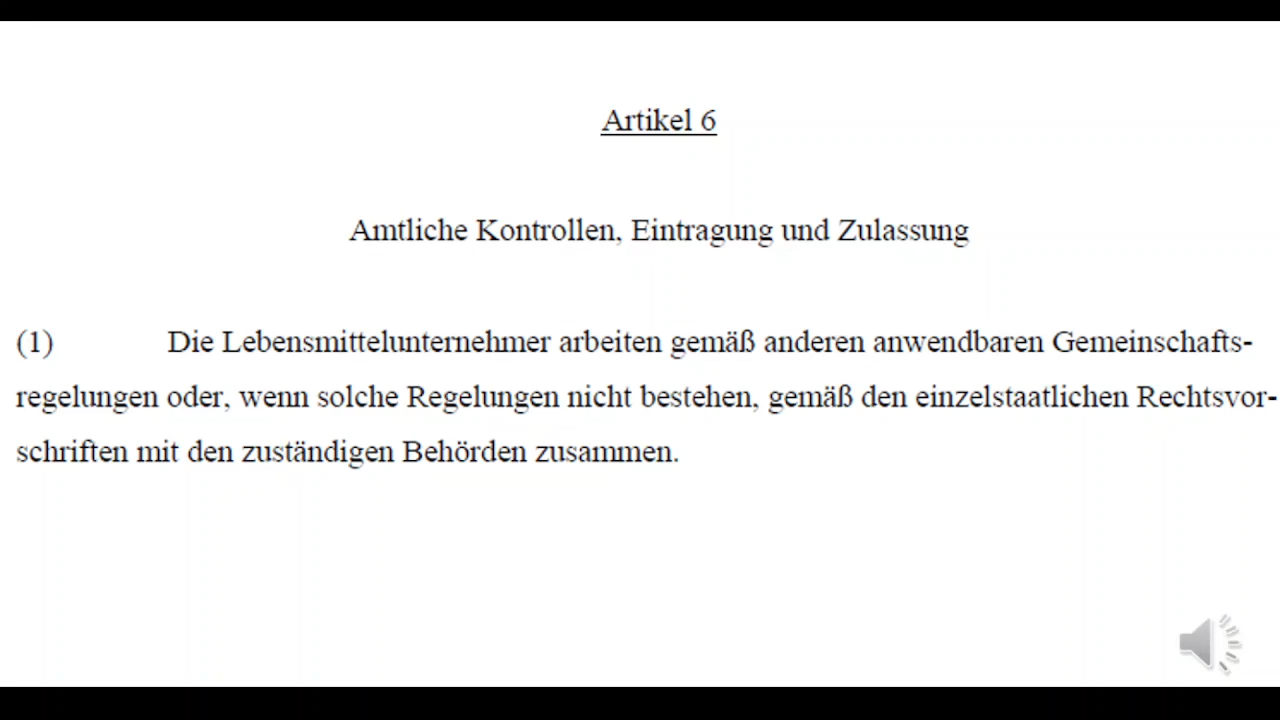 Artikel 6
Amtliche Kontrollen, Eintragung und Zulassung
(1) Die Lebensmittelunternehmer arbeiten gemäß anderen anwendbaren Gemeinschafts-
regelungen oder, wenn solche Regelungen nicht bestehen, gemäß den einzelstaatlichen Rechtsvor-
schriften mit den zuständigen Behörden zusammen.